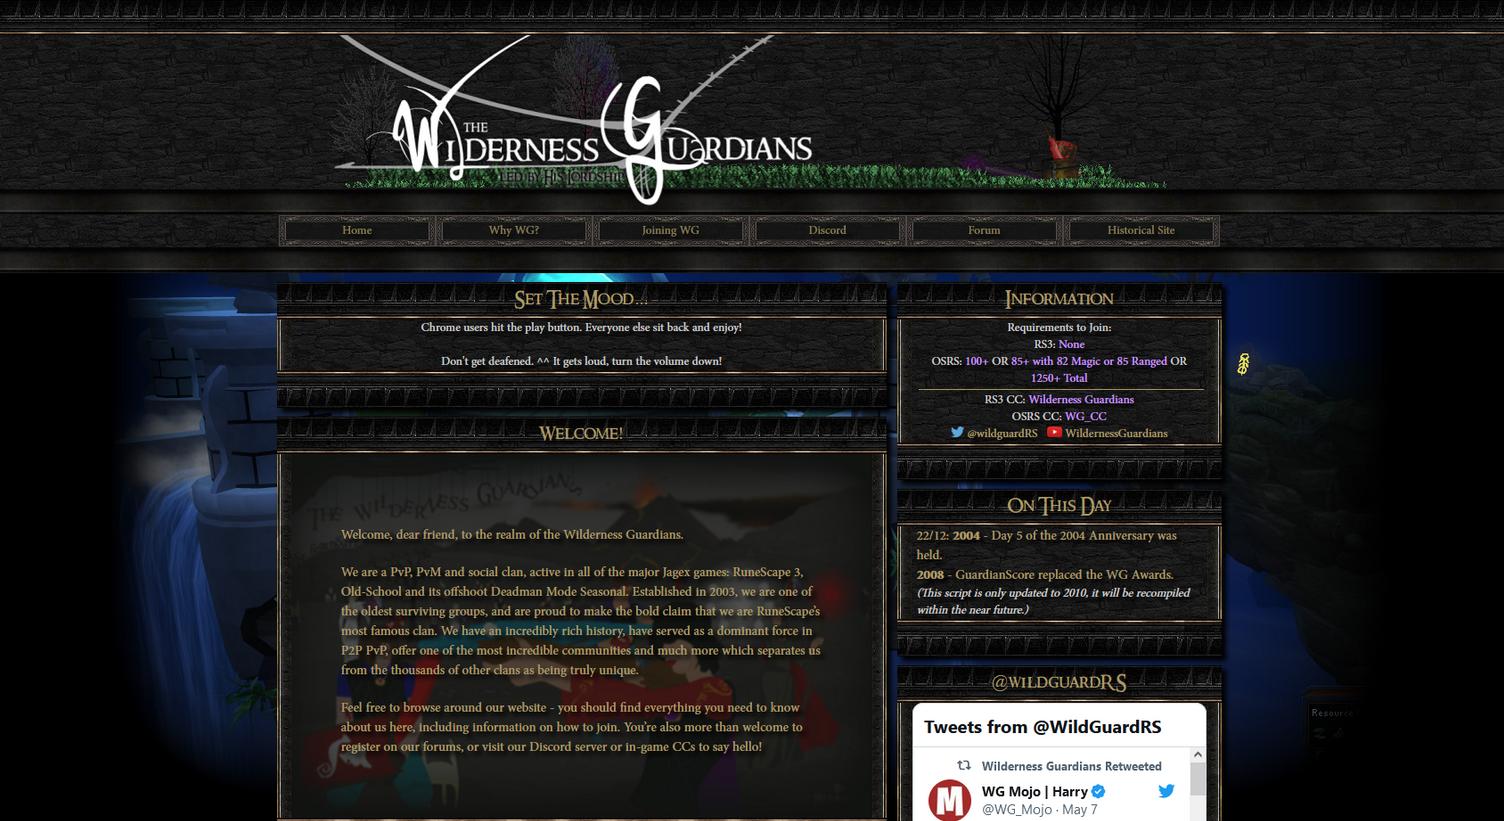 THE
WILDERNESS GUARDIANS
LED BY HIS LORDSHIP
Home
Why WG?
Joining WG
Discord
Forum
Historical Site
SET THE MOOD...
Chrome users hit the play button. Everyone else sit back and enjoy!
Don't get deafened. ^^ It gets loud, turn the volume down!
WELCOME!
THE WILDERNESS GUARDIANS
Welcome, dear friend, to the realm of the Wilderness Guardians.
We are a PvP, PvM and social clan, active in all of the major Jagex games: RuneScape 3,
Old-School and its offshoot Deadman Mode Seasonal. Established in 2003, we are one of
the oldest surviving groups, and are proud to make the bold claim that we are RuneScape's
most famous clan. We have an incredibly rich history, have served as a dominant force in
P2P PvP, offer one of the most incredible communities and much more which separates us
from the thousands of other clans as being truly unique.
Feel free to browse around our website - you should find everything you need to know
about us here, including information on how to join. You're also more than welcome to
register on our forums, or visit our Discord server or in-game CCs to say hello!
INFORMATION
Requirements to Join:
RS3: None
OSRS: 100+ OR 85+ with 82 Magic or 85 Ranged OR
1250+ Total
RS3 CC: Wilderness Guardians
OSRS CC: WG_CC
@wildguardRS WildernessGuardians
ON THIS DAY
22/12: 2004 - Day 5 of the 2004 Anniversary was
held.
2008 - GuardianScore replaced the WG Awards.
(This script is only updated to 2010, it will be recompiled
within the near future.)
@WILDGUARDRS
Tweets from @WildGuardRS
Wilderness Guardians Retweeted
WG Mojo | Harry
@WG_Mojo · May 7